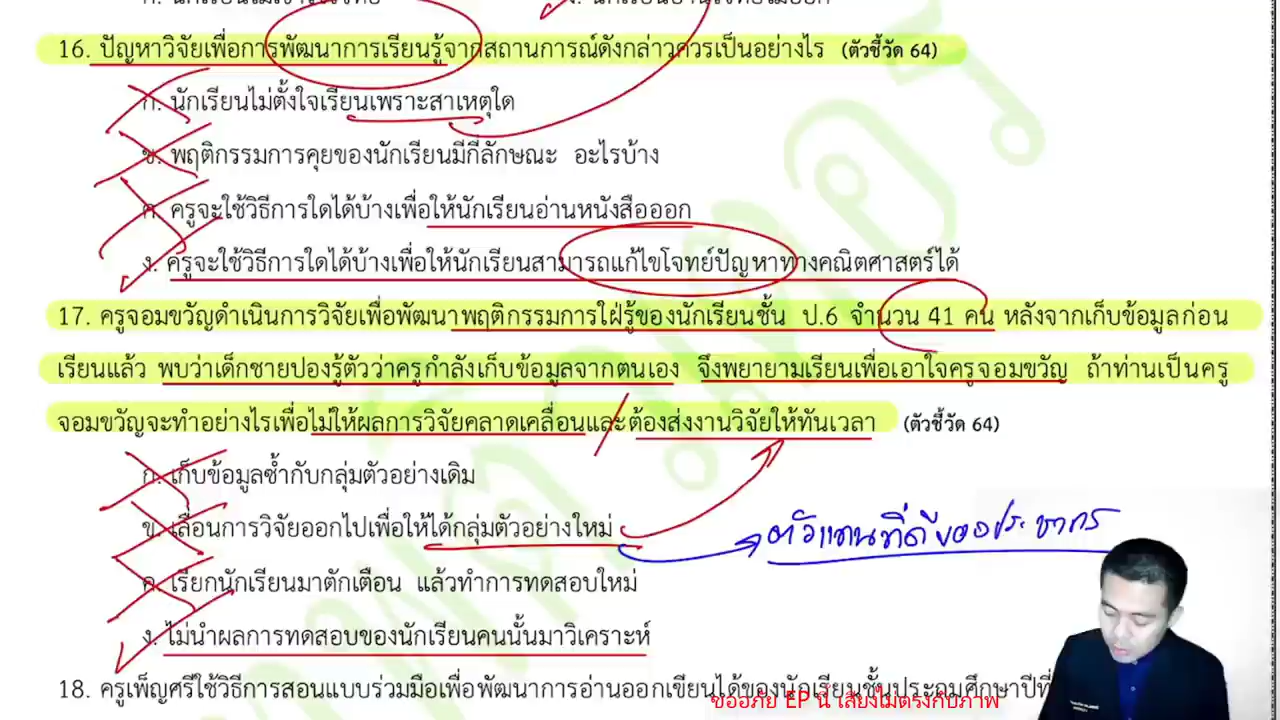 16. ปัญหาวิจัยเพื่อการพัฒนาการเรียนรู้จากสถานการณ์ดังกล่าวควรเป็นอย่างไร (ตัวชี้วัด 64)
ก. นักเรียนไม่ตั้งใจเรียนเพราะสาเหตุใด
ข. พฤติกรรมการคุยของนักเรียนมีกี่ลักษณะ อะไรบ้าง
ค. ครูจะใช้วิธีการใดได้บ้างเพื่อให้นักเรียนอ่านหนังสือออก
ง. ครูจะใช้วิธีการใดได้บ้างเพื่อให้นักเรียนสามารถแก้ไขโจทย์ปัญหาทางคณิตศาสตร์ได้
17. ครูจอมขวัญดำเนินการวิจัยเพื่อพัฒนาพฤติกรรมการใฝ่รู้ของนักเรียนชั้น ป.6 จำนวน 41 คน หลังจากเก็บข้อมูลก่อน
เรียนแล้ว พบว่าเด็กชายปองรู้ตัวว่าครูกำลังเก็บข้อมูลจากตนเอง จึงพยายามเรียนเพื่อเอาใจครูจอมขวัญ ถ้าท่านเป็นครู
จอมขวัญจะทำอย่างไรเพื่อไม่ให้ผลการวิจัยคลาดเคลื่อนและต้องส่งงานวิจัยให้ทันเวลา (ตัวชี้วัด 64)
ก. เก็บข้อมูลซ้ำกับกลุ่มตัวอย่างเดิม
ข. เลื่อนการวิจัยออกไปเพื่อให้ได้กลุ่มตัวอย่างใหม่
ตัวแทนที่ดีของประชากร
ค. เรียกนักเรียนมาตักเตือน แล้วทำการทดสอบใหม่
ง. ไม่นำผลการทดสอบของนักเรียนคนนั้นมาวิเคราะห์
18. ครูเพ็ญศรีใช้วิธีการสอนแบบร่วมมือเพื่อพัฒนาการอ่านออกเขียนได้ของนักเรียนชั้นประถมศึกษาปีที่
ขออภัย EP นี้ เสียงไม่ตรงกับภาพ